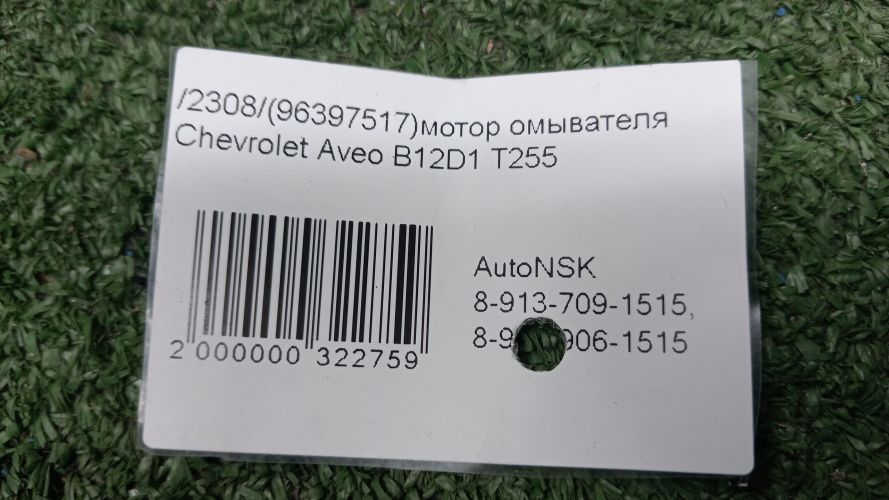 /2308/(96397517)мотор омывателя
Chevrolet Aveo B12D1 T255
AutoNSK
8-913-709-1515,
2 000000 322759